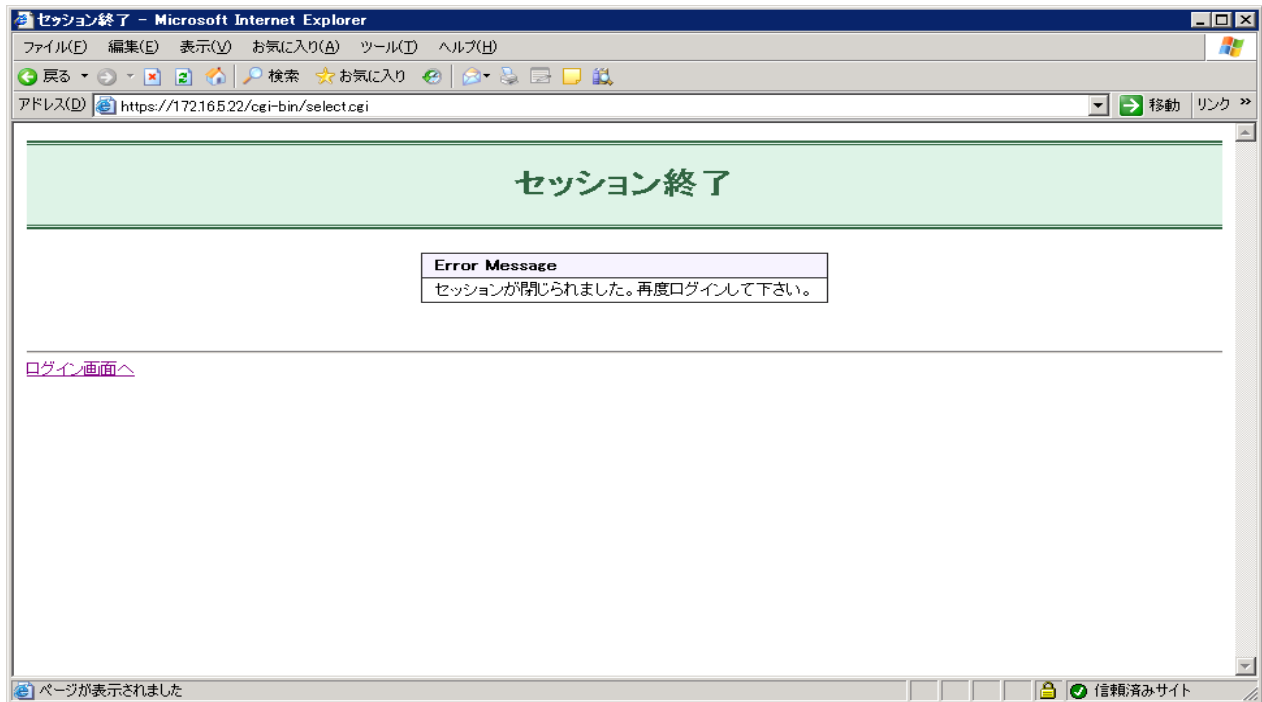 セッション終了 - Microsoft Internet Explorer
ファイル(F) 編集(E) 表示(V) お気に入り(A) ツール(T) ヘルプ(H)
戻る 検索 お気に入り
アドレス(D) https://172.16.5.22/cgi-bin/select.cgi 移動 リンク »
セッション終了
Error Message
セッションが閉じられました。再度ログインして下さい。
ログイン画面へ
ページが表示されました 信頼済みサイト